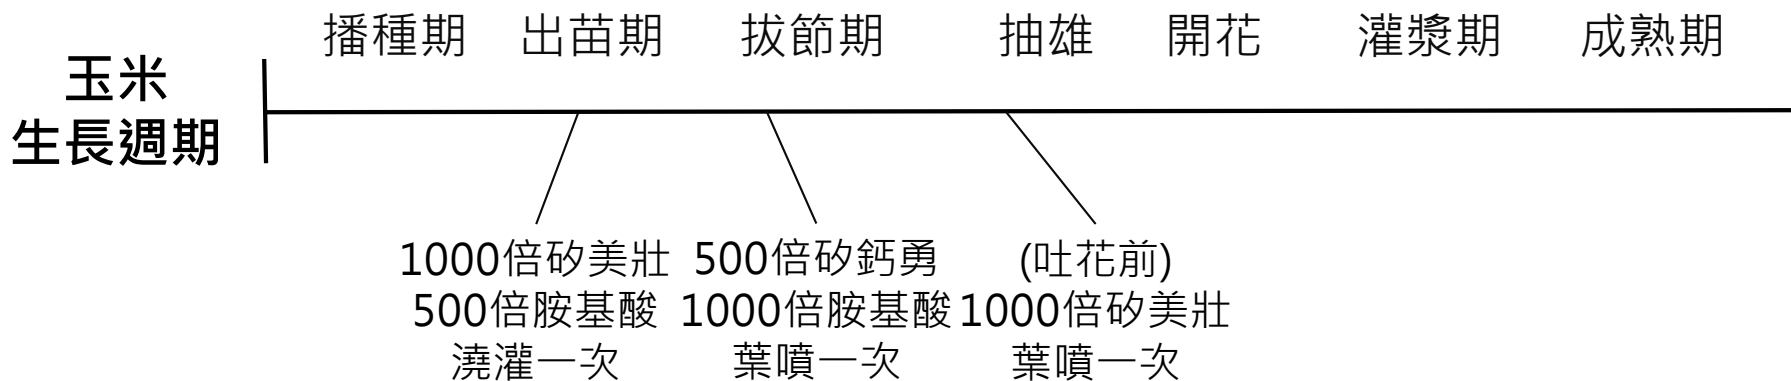 播種期 出苗期 拔節期 抽雄 開花 灌漿期 成熟期
玉米
生長週期
1000倍矽美壯 500倍矽鈣勇 (吐花前)
500倍胺基酸 1000倍胺基酸 1000倍矽美壯
澆灌一次 葉噴一次 葉噴一次